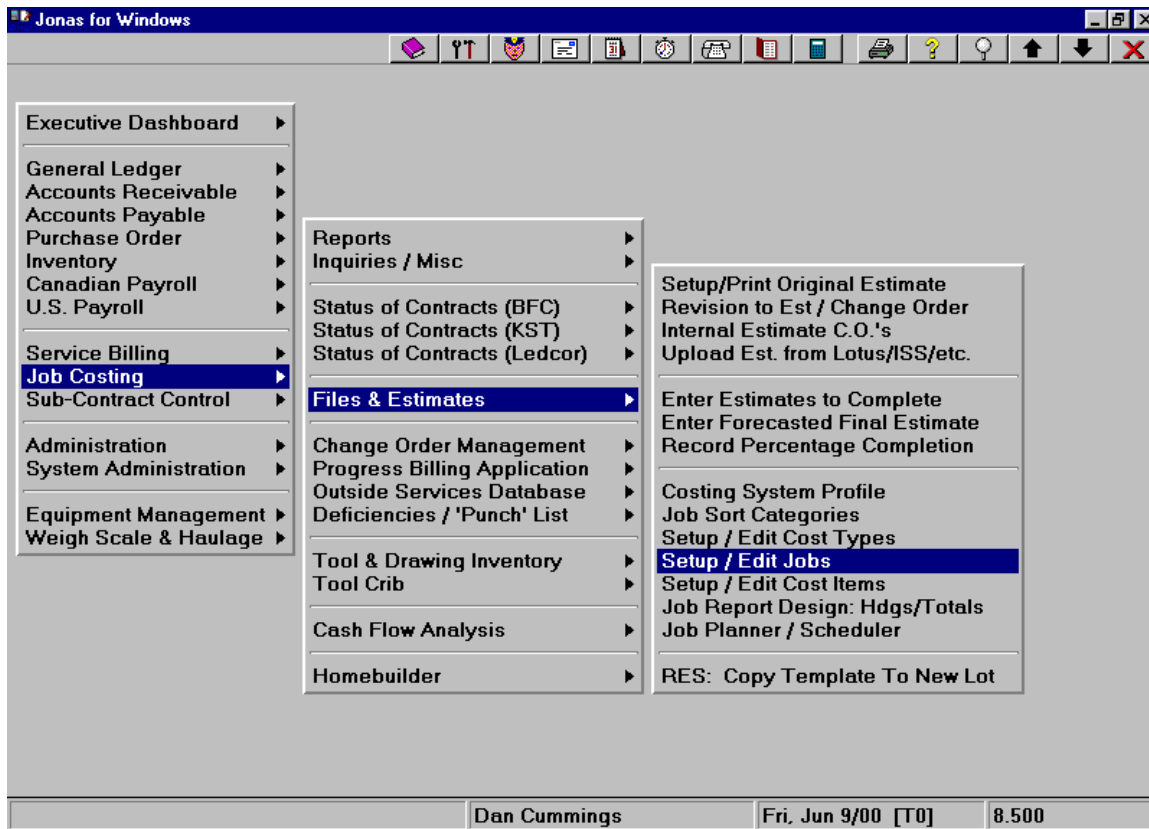 Jonas for Windows
Executive Dashboard
General Ledger
Accounts Receivable
Accounts Payable
Purchase Order
Inventory
Canadian Payroll
U.S. Payroll
Service Billing
Job Costing
Sub-Contract Control
Administration
System Administration
Equipment Management
Weigh Scale & Haulage
Reports
Inquiries / Misc
Status of Contracts (BFC)
Status of Contracts (KST)
Status of Contracts (Ledcor)
Files & Estimates
Change Order Management
Progress Billing Application
Outside Services Database
Deficiencies / 'Punch' List
Tool & Drawing Inventory
Tool Crib
Cash Flow Analysis
Homebuilder
Setup/Print Original Estimate
Revision to Est / Change Order
Internal Estimate C.O.'s
Upload Est. from Lotus/ISS/etc.
Enter Estimates to Complete
Enter Forecasted Final Estimate
Record Percentage Completion
Costing System Profile
Job Sort Categories
Setup / Edit Cost Types
Setup / Edit Jobs
Setup / Edit Cost Items
Job Report Design: Hdgs/Totals
Job Planner / Scheduler
RES: Copy Template To New Lot
Dan Cummings Fri, Jun 9/00 [T0] 8.500